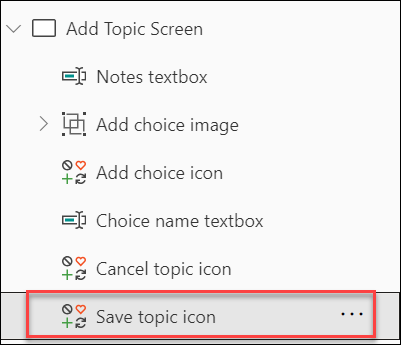 Add Topic Screen
Notes textbox
Add choice image
Add choice icon
Choice name textbox
Cancel topic icon
Save topic icon ...